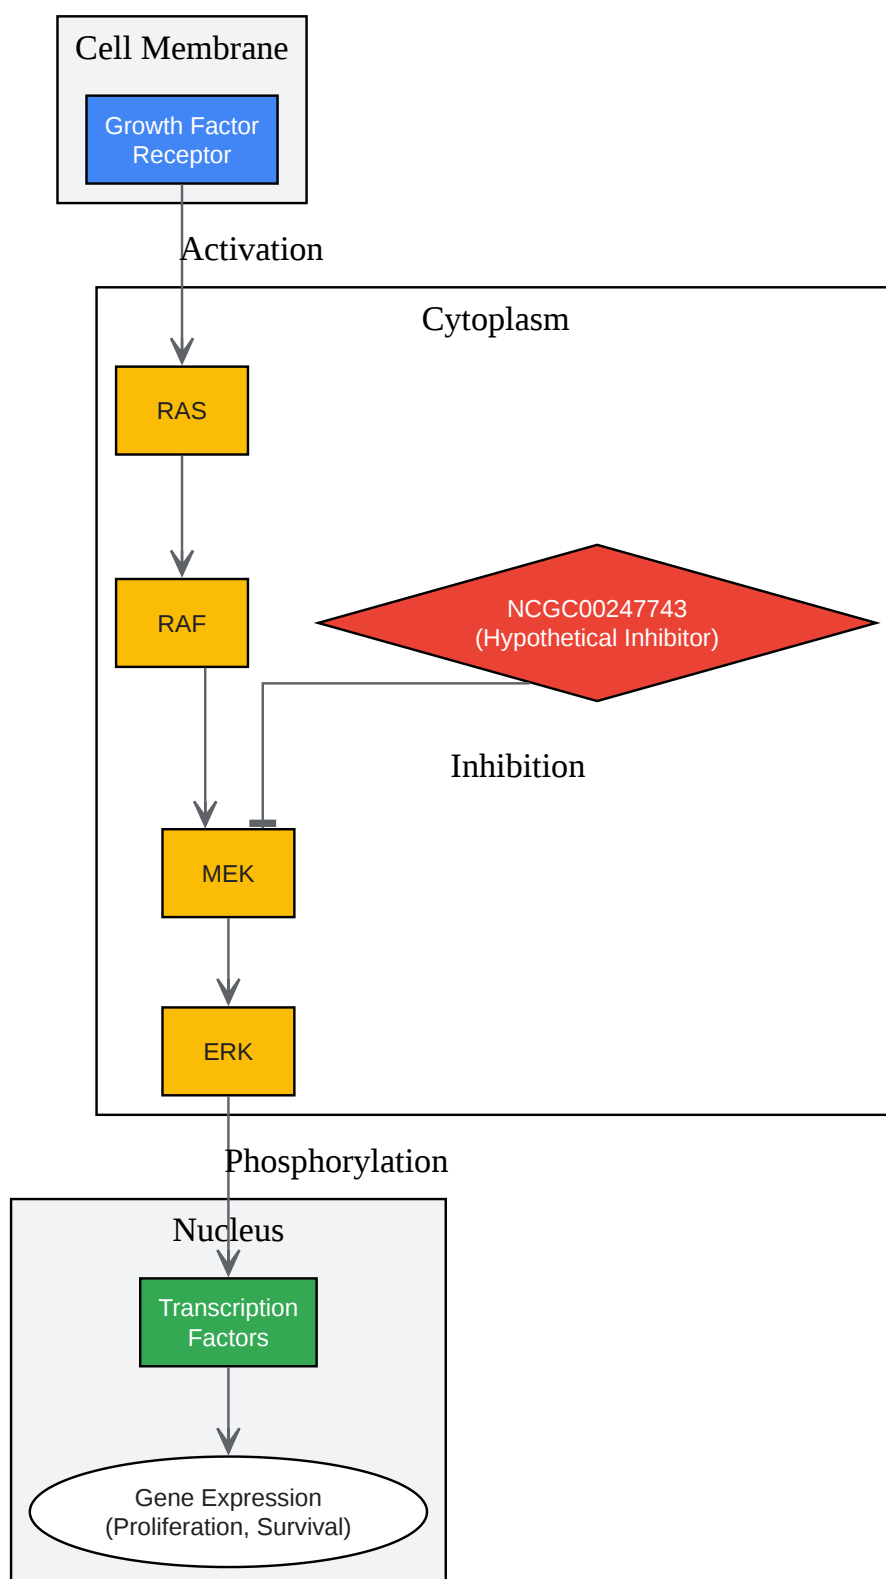 Cell Membrane
Growth Factor
Receptor
Activation
Cytoplasm
RAS
RAF
NCGC00247743
(Hypothetical Inhibitor)
Inhibition
MEK
ERK
Phosphorylation
Nucleus
Transcription
Factors
Gene Expression
(Proliferation, Survival)